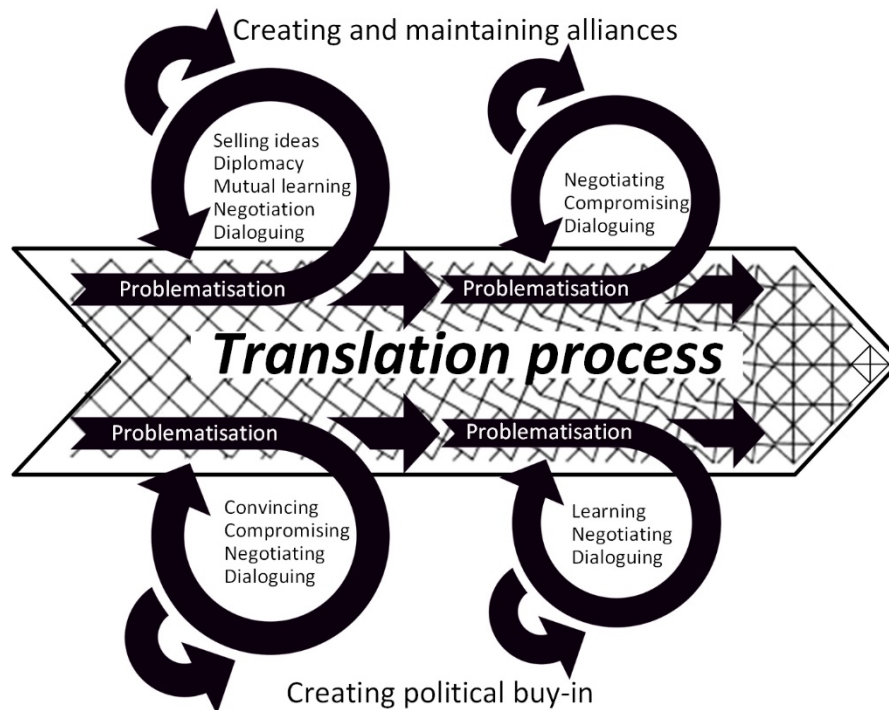 Creating and maintaining alliances
Selling ideas
Diplomacy
Mutual learning
Negotiation
Dialoguing
Negotiating
Compromising
Dialoguing
Problematisation
Problematisation
Translation process
Problematisation
Problematisation
Convincing
Compromising
Negotiating
Dialoguing
Learning
Negotiating
Dialoguing
Creating political buy-in